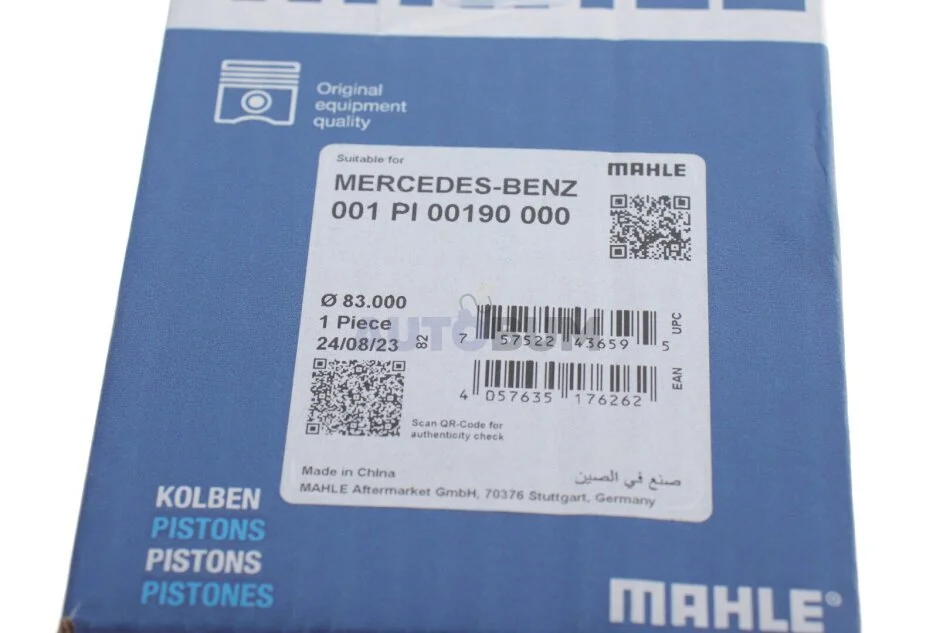 MAHLE
Original
equipment
quality
Suitable for
MAHLE
MERCEDES-BENZ
001 PI 00190 000
Ø 83.000
1 Piece
24/08/23
82
AUTOBUM
7 57522 43659 5
UPC
4 057635 176262
EAN
Scan QR-Code for
authenticity check
Made in China
صنع في الصين
MAHLE Aftermarket GmbH, 70376 Stuttgart, Germany
KOLBEN
PISTONS
PISTONS
PISTONES
MAHLE®